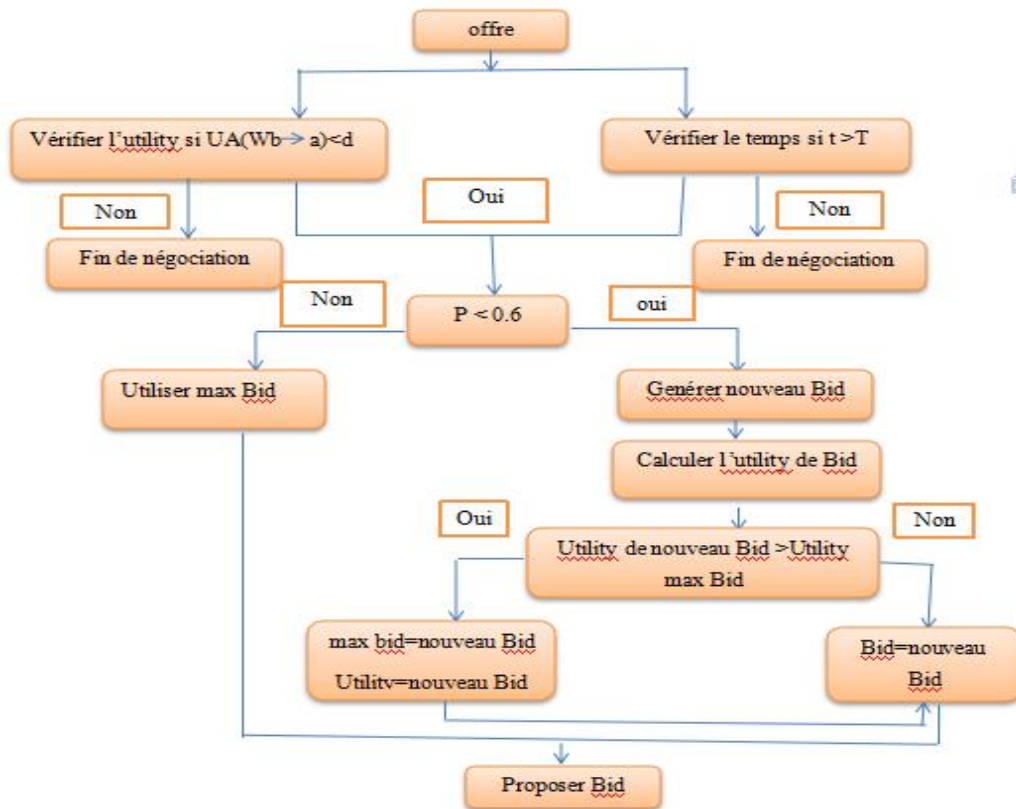 offre
Vérifier l'utility si UA(Wb→ a)<d
Vérifier le temps si t >T
Non
Oui
Non
Fin de négociation
Fin de négociation
Non
oui
P < 0.6
Utiliser max Bid
Genérer nouveau Bid
Calculer l'utility de Bid
Oui
Non
Utility de nouveau Bid >Utility
max Bid
max bid=nouveau Bid
Utility=nouveau Bid
Bid=nouveau
Bid
Proposer Bid